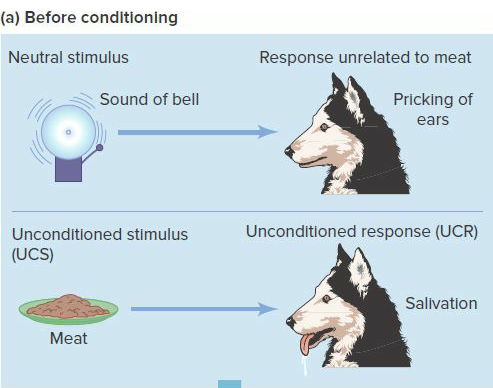 (a) Before conditioning
Neutral stimulus
Response unrelated to meat
Sound of bell
Pricking of
ears
Unconditioned stimulus
(UCS)
Unconditioned response (UCR)
Salivation
Meat